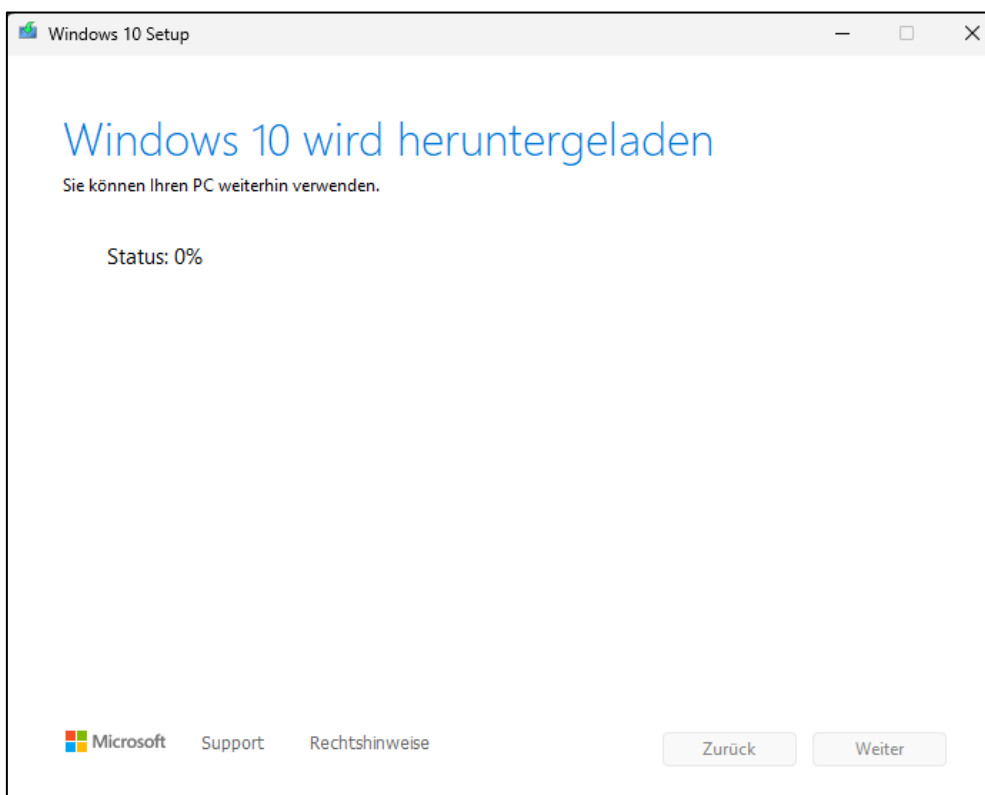 Windows 10 Setup
Windows 10 wird heruntergeladen
Sie können Ihren PC weiterhin verwenden.
Status: 0%
Microsoft Support Rechtshinweise Zurück Weiter